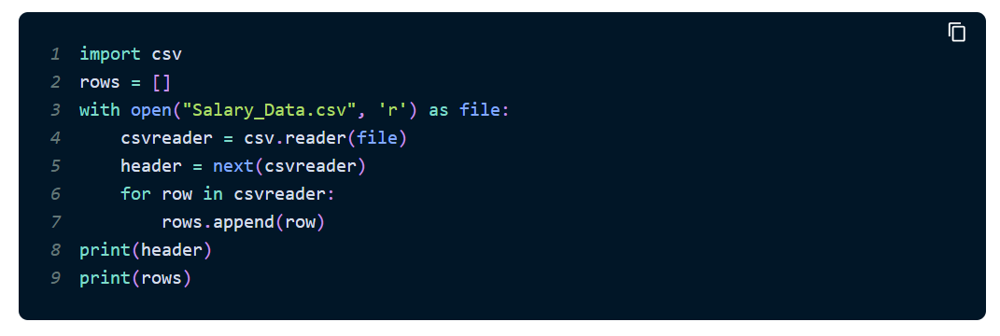 1 import csv
2 rows = []
3 with open("Salary_Data.csv", 'r') as file:
4     csvreader = csv.reader(file)
5     header = next(csvreader)
6     for row in csvreader:
7         rows.append(row)
8 print(header)
9 print(rows)